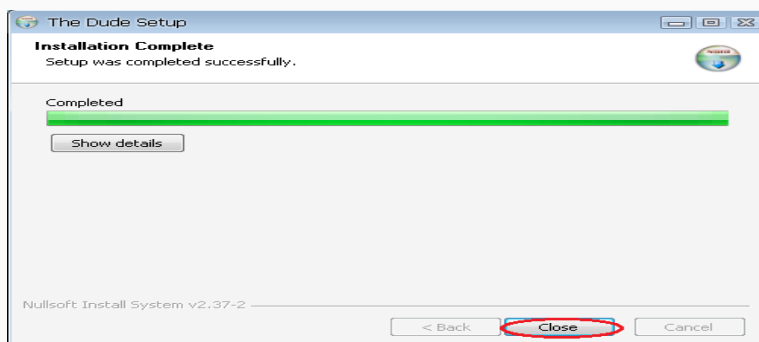 The Dude Setup
Installation Complete
Setup was completed successfully.
Completed
Show details
Nullsoft Install System v2.37-2
< Back
Close
Cancel